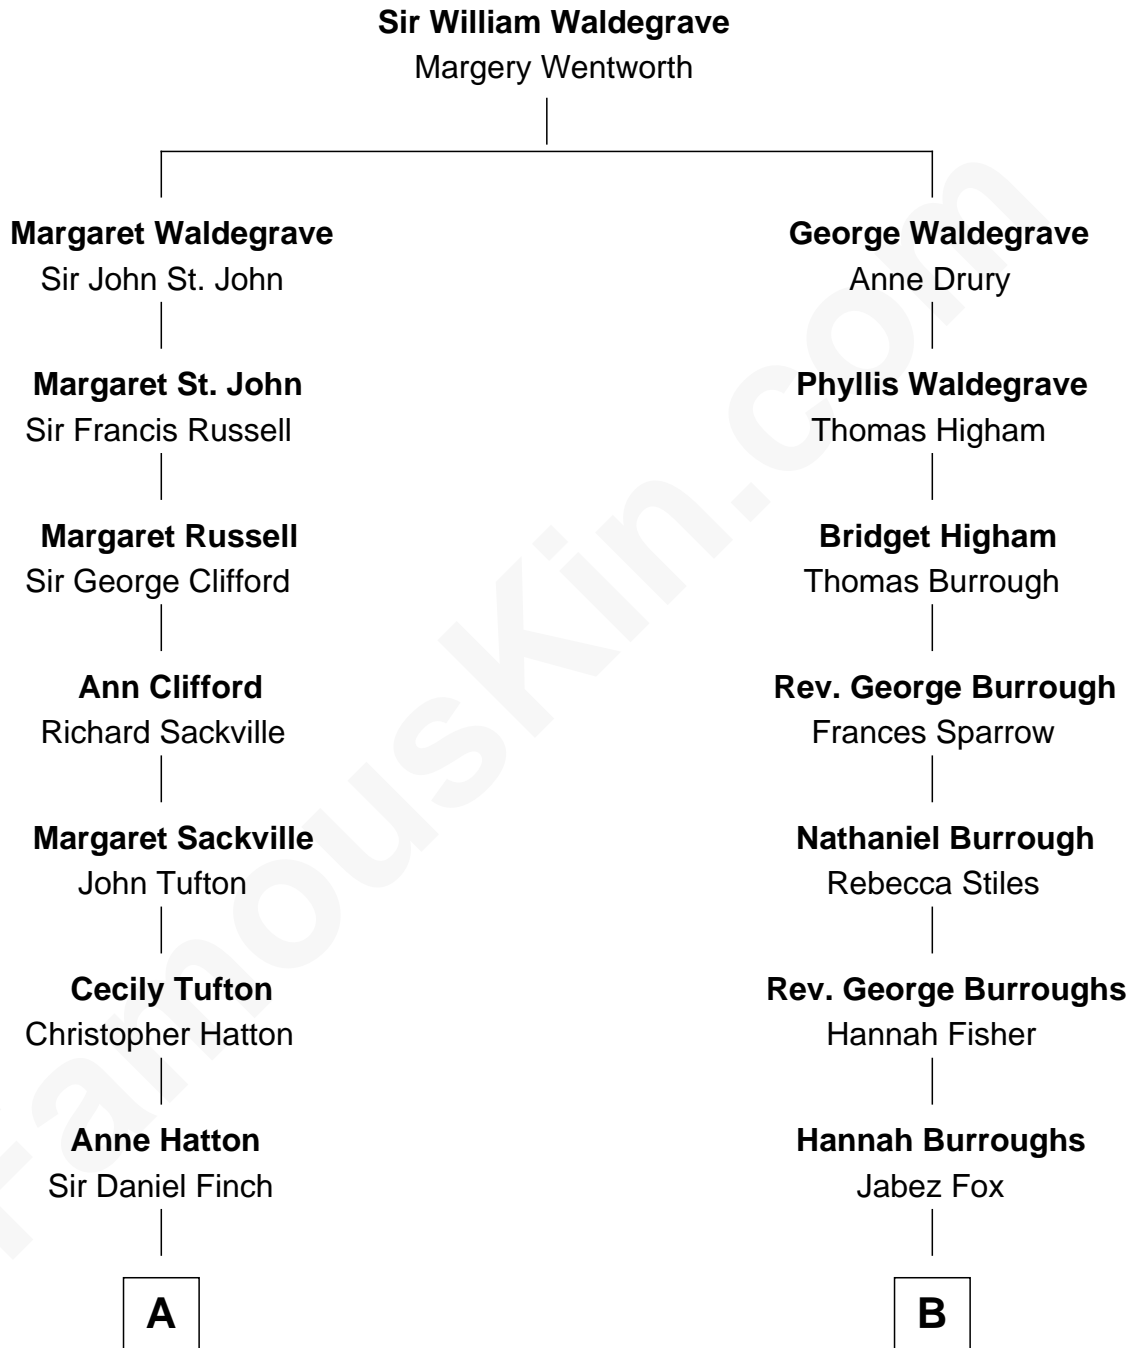 Sir William Waldegrave
Margery Wentworth
Margaret Waldegrave
Sir John St. John
George Waldegrave
Anne Drury
Margaret St. John
Sir Francis Russell
Phyllis Waldegrave
Thomas Higham
Margaret Russell
Sir George Clifford
Bridget Higham
Thomas Burrough
Ann Clifford
Richard Sackville
Rev. George Burrough
Frances Sparrow
Margaret Sackville
John Tufton
Nathaniel Burrough
Rebecca Stiles
Cecily Tufton
Christopher Hatton
Rev. George Burroughs
Hannah Fisher
Anne Hatton
Sir Daniel Finch
Hannah Burroughs
Jabez Fox
A
B
FamousKin.com